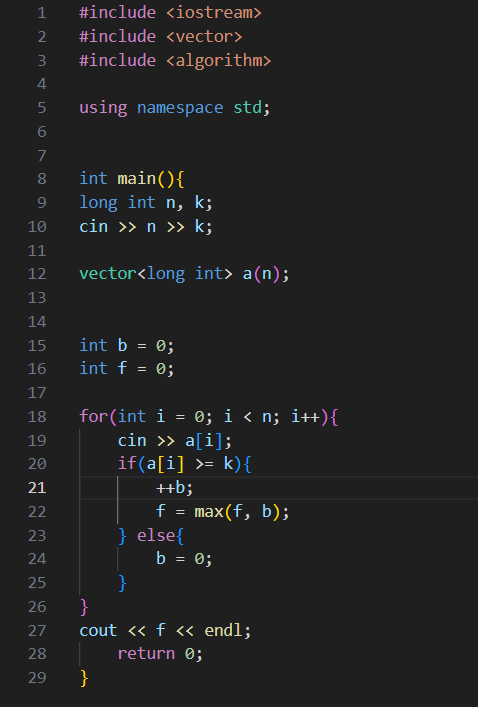 1 #include <iostream>
2 #include <vector>
3 #include <algorithm>
4
5 using namespace std;
6
7
8 int main(){
9 long int n, k;
10 cin >> n >> k;
11
12 vector<long int> a(n);
13
14
15 int b = 0;
16 int f = 0;
17
18 for(int i = 0; i < n; i++){
19     cin >> a[i];
20     if(a[i] >= k){
21         ++b;
22         f = max(f, b);
23     } else{
24         b = 0;
25     }
26 }
27 cout << f << endl;
28     return 0;
29 }